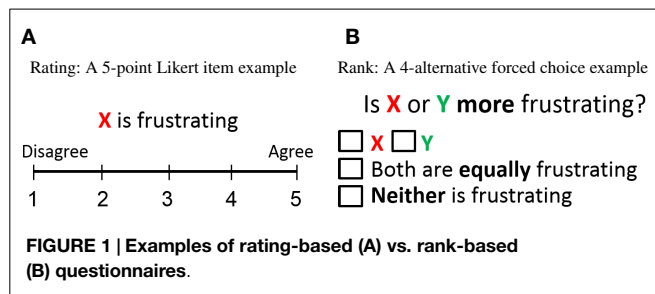 A
Rating: A 5-point Likert item example
X is frustrating
Disagree Agree
1 2 3 4 5
B
Rank: A 4-alternative forced choice example
Is X or Y more frustrating?
X Y
Both are equally frustrating
Neither is frustrating
FIGURE 1 | Examples of rating-based (A) vs. rank-based
(B) questionnaires.